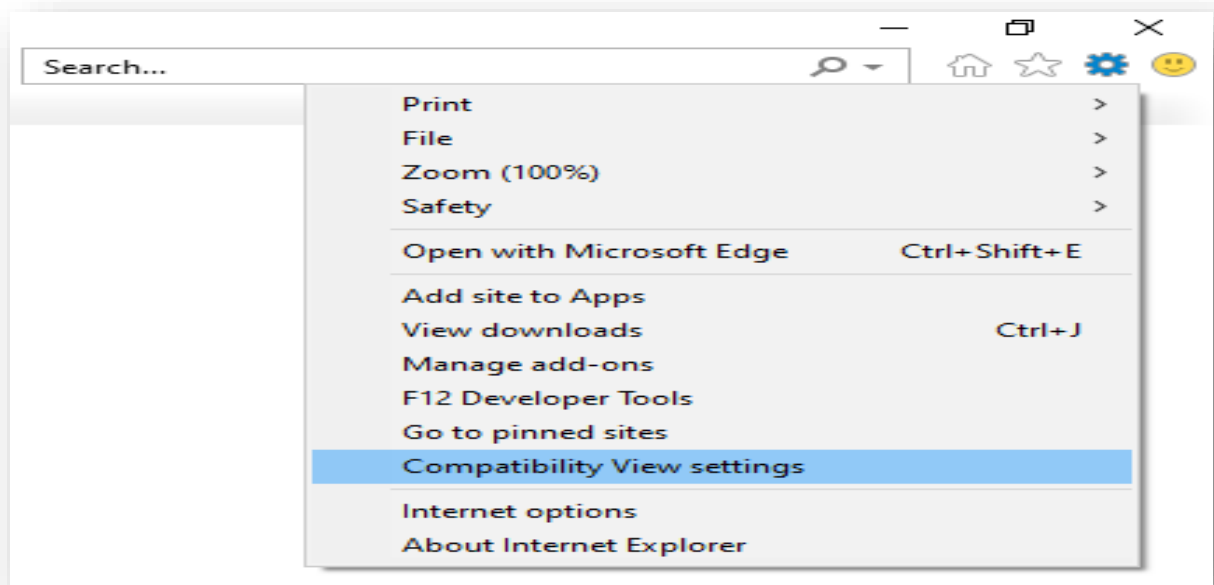 Search...
Print
File
Zoom (100%)
Safety
Open with Microsoft Edge Ctrl+Shift+E
Add site to Apps
View downloads Ctrl+J
Manage add-ons
F12 Developer Tools
Go to pinned sites
Compatibility View settings
Internet options
About Internet Explorer